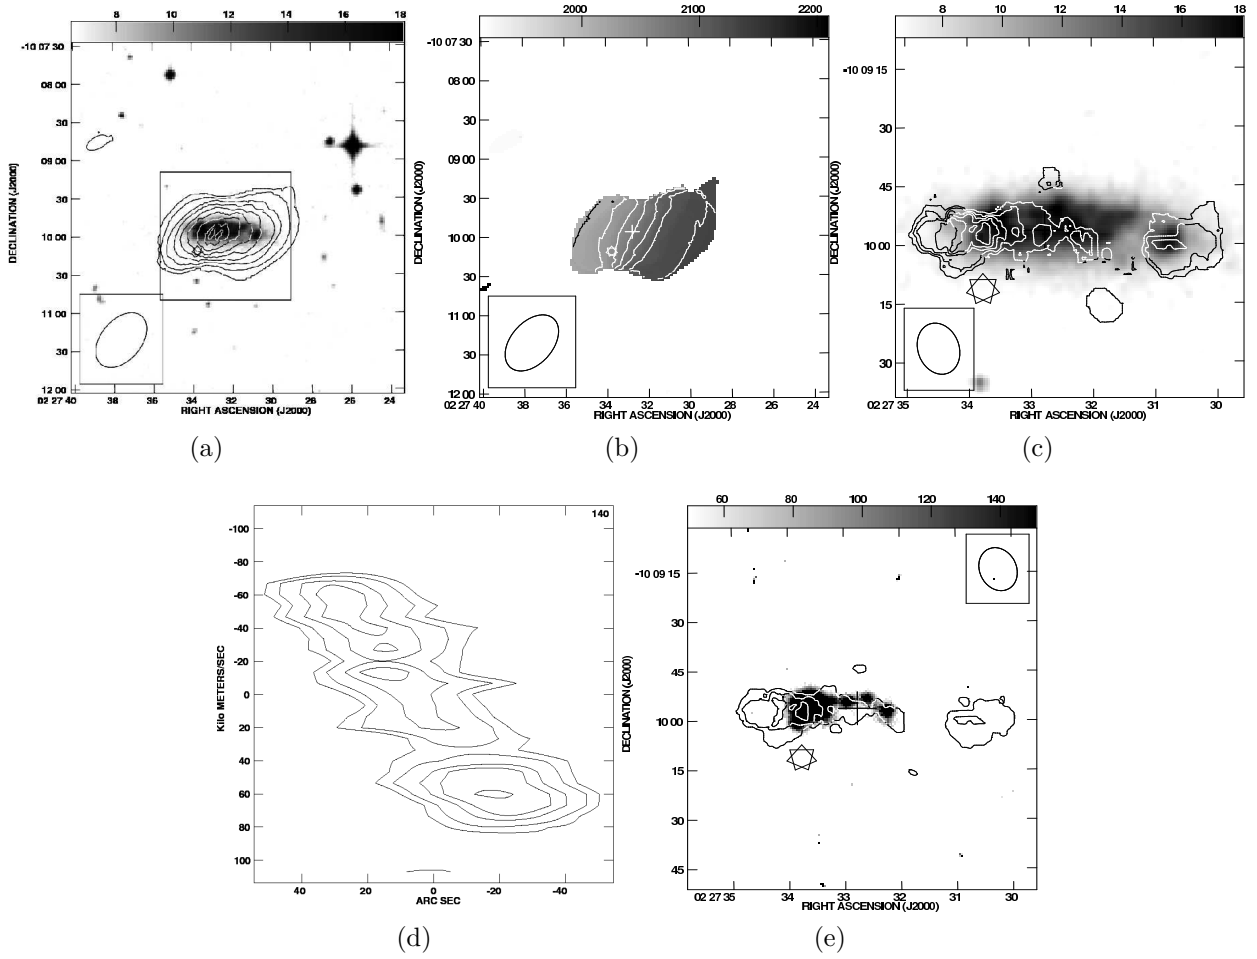 8 10 12 14 16 18
-10 07 30
08 00
30
09 00
30
10 00
30
11 00
30
12 00
DECLINATION (J2000)
02 27 40 38 36 34 32 30 28 26 24
RIGHT ASCENSION (J2000)
(a)
2000 2100 2200
-10 07 30
08 00
30
09 00
30
10 00
30
11 00
30
12 00
DECLINATION (J2000)
02 27 40 38 36 34 32 30 28 26 24
RIGHT ASCENSION (J2000)
(b)
8 10 12 14 16 18
-10 09 15
30
45
10 00
15
30
DECLINATION (J2000)
02 27 35 34 33 32 31 30
RIGHT ASCENSION (J2000)
(c)
140
-100
-80
-60
-40
-20
0
20
40
60
80
100
Kilo METERS/SEC
40 20 0 -20 -40
ARC SEC
(d)
60 80 100 120 140
-10 09 15
30
45
10 00
15
30
45
DECLINATION (J2000)
02 27 35 34 33 32 31 30
RIGHT ASCENSION (J2000)
(e)